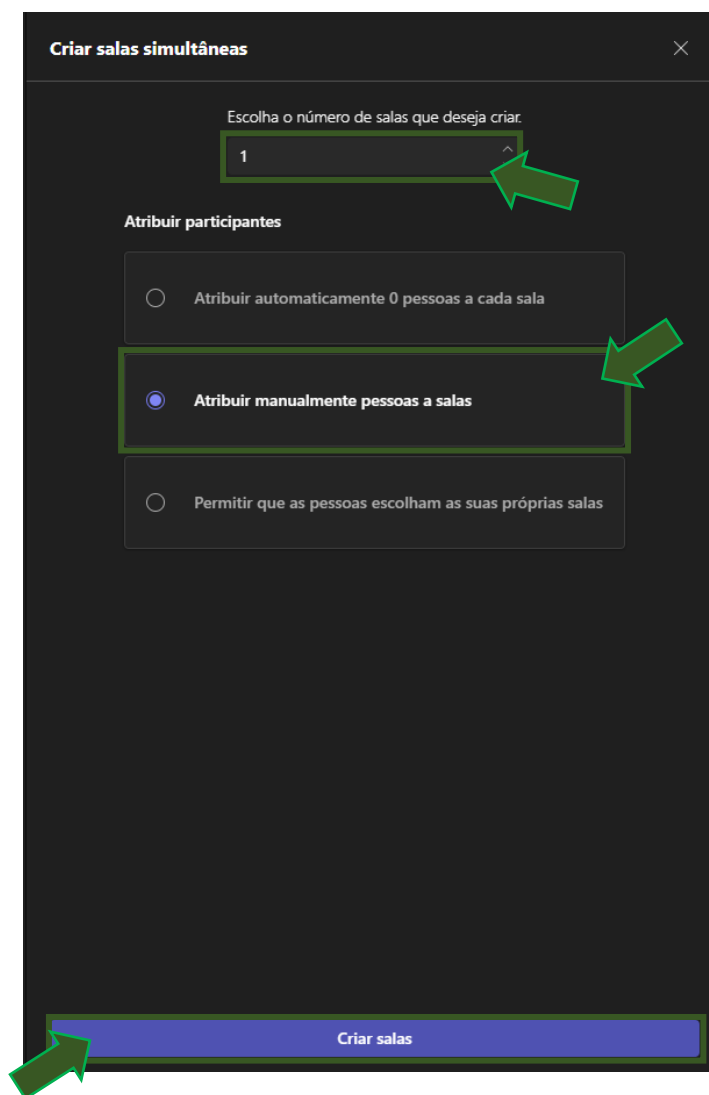 Criar salas simultâneas
Escolha o número de salas que deseja criar.
1
Atribuir participantes
Atribuir automaticamente 0 pessoas a cada sala
Atribuir manualmente pessoas a salas
Permitir que as pessoas escolham as suas próprias salas
Criar salas